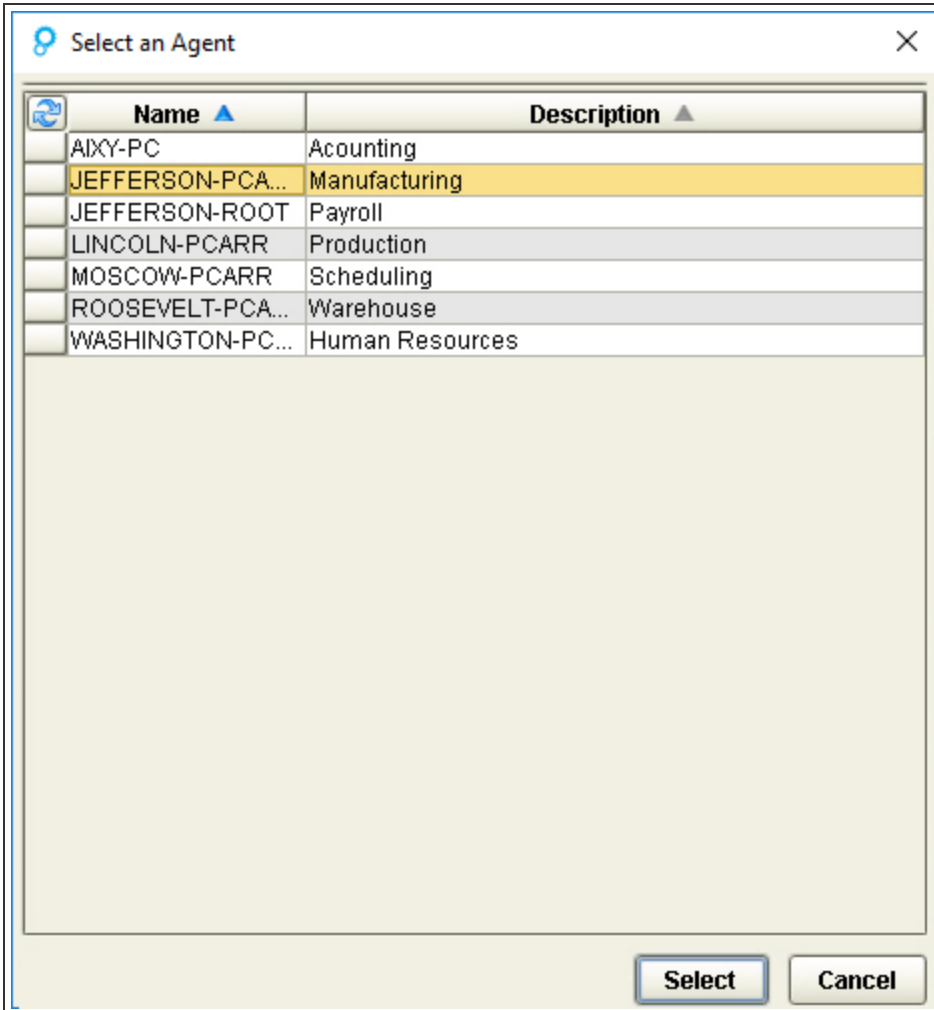 Select an Agent
Name Description
AIXY-PC Acounting
JEFFERSON-PCA... Manufacturing
JEFFERSON-ROOT Payroll
LINCOLN-PCARR Production
MOSCOW-PCARR Scheduling
ROOSEVELT-PCA... Warehouse
WASHINGTON-PC... Human Resources
Select Cancel